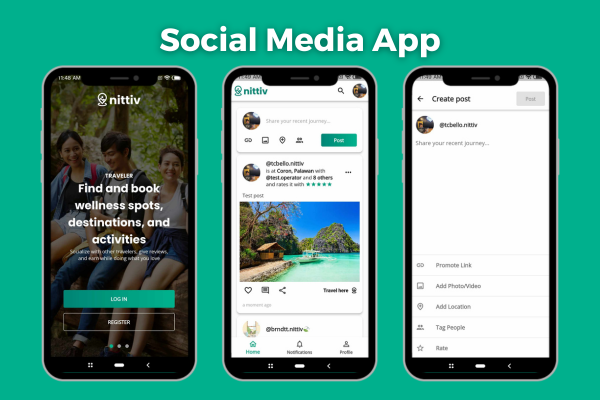 Social Media App
11:48 AM
nittiv
TRAVELER
Find and book
wellness spots,
destinations, and
activities
Socialize with other travelers, give reviews,
and earn while doing what you love
LOG IN
REGISTER
nittiv
Share your recent journey...
Post
@tcbello.nittiv
is at Coron, Palawan with
@test.operator and 8 others
and rates it with ★★★★★
Test post
Travel here
a moment ago
@brndtt.nittiv
Home
Notifications
Profile
Create post
Post
@tcbello.nittiv
Share your recent journey...
Promote Link
Add Photo/Video
Add Location
Tag People
Rate